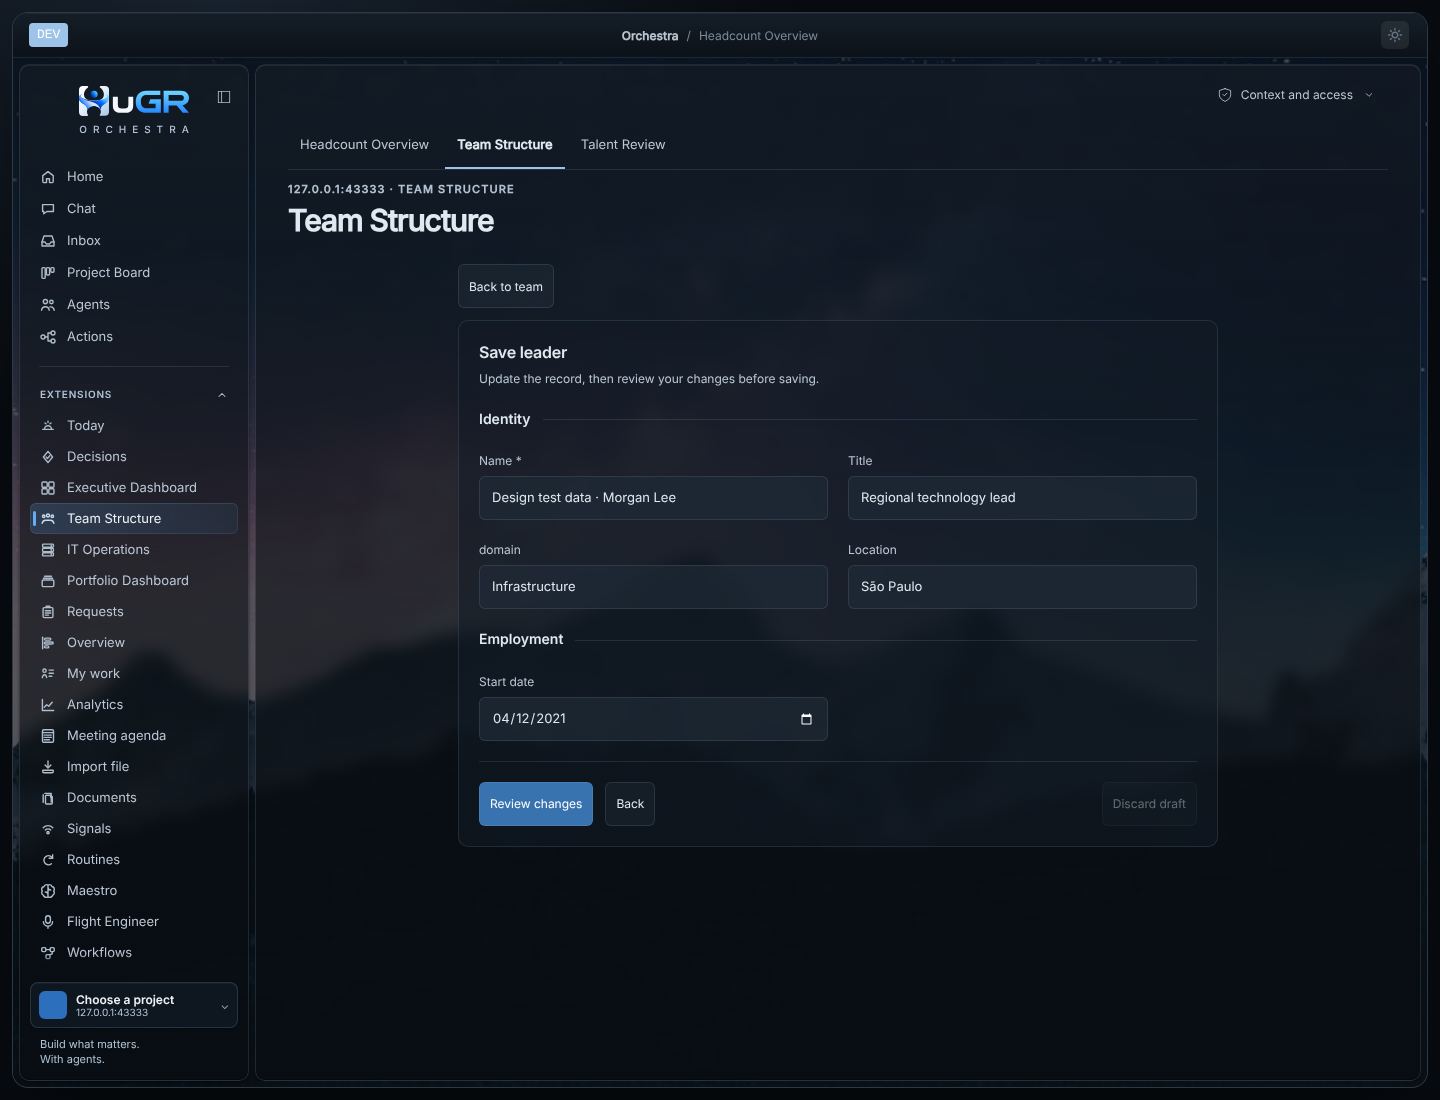 DEV
Orchestra / Headcount Overview
HuGR
ORCHESTRA
Context and access
Home
Chat
Inbox
Project Board
Agents
Actions
EXTENSIONS
Today
Decisions
Executive Dashboard
Team Structure
IT Operations
Portfolio Dashboard
Requests
Overview
My work
Analytics
Meeting agenda
Import file
Documents
Signals
Routines
Maestro
Flight Engineer
Workflows
Choose a project
127.0.0.1:43333
Build what matters.
With agents.
Headcount Overview Team Structure Talent Review
127.0.0.1:43333 · TEAM STRUCTURE
Team Structure
Back to team
Save leader
Update the record, then review your changes before saving.
Identity
Name * Title
Design test data · Morgan Lee Regional technology lead
domain Location
Infrastructure São Paulo
Employment
Start date
04/12/2021
Review changes Back Discard draft